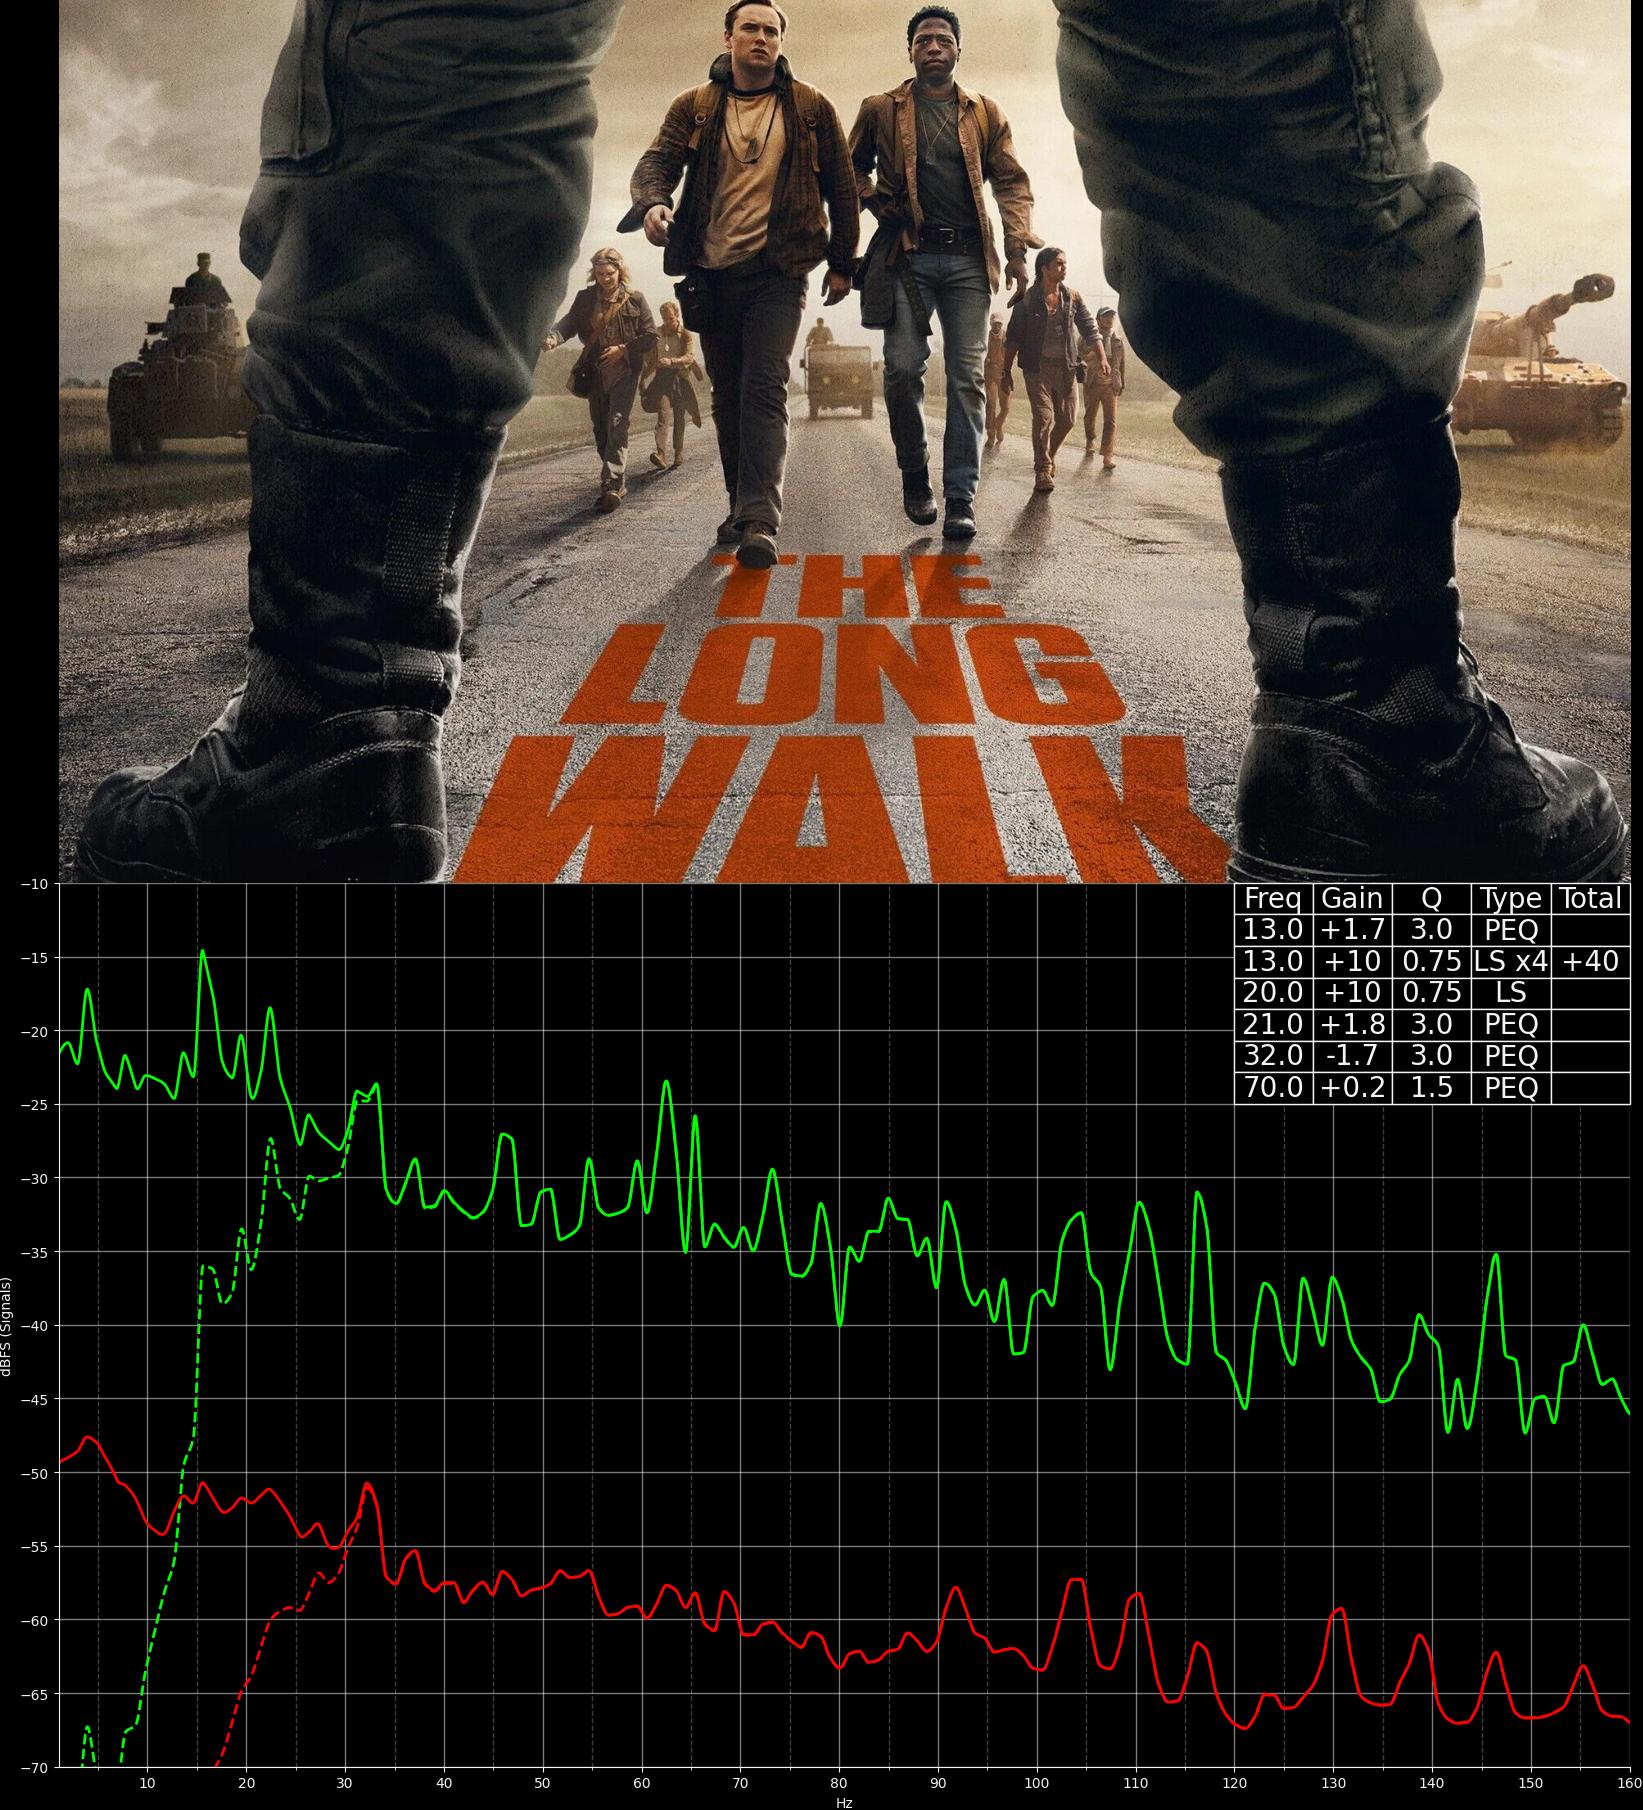 THE
LONG
WALK
Freq Gain Q Type Total
13.0 +1.7 3.0 PEQ
13.0 +10 0.75 LS x4 +40
20.0 +10 0.75 LS
21.0 +1.8 3.0 PEQ
32.0 -1.7 3.0 PEQ
70.0 +0.2 1.5 PEQ
−10
−15
−20
−25
−30
−35
−40
−45
−50
−55
−60
−65
−70
dBFS (Signals)
10 20 30 40 50 60 70 80 90 100 110 120 130 140 150 160
Hz